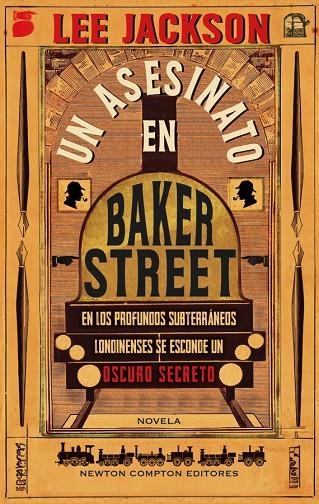 LEE JACKSON
UN ASESINATO
EN
BAKER
STREET
EN LOS PROFUNDOS SUBTERRÁNEOS
LONDINENSES SE ESCONDE UN
OSCURO SECRETO
NOVELA
NEWTON COMPTON EDITORES